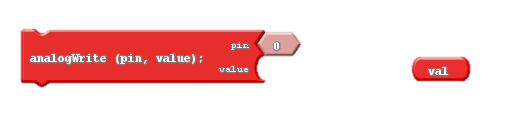 pin 0
analogWrite (pin, value);
value
val